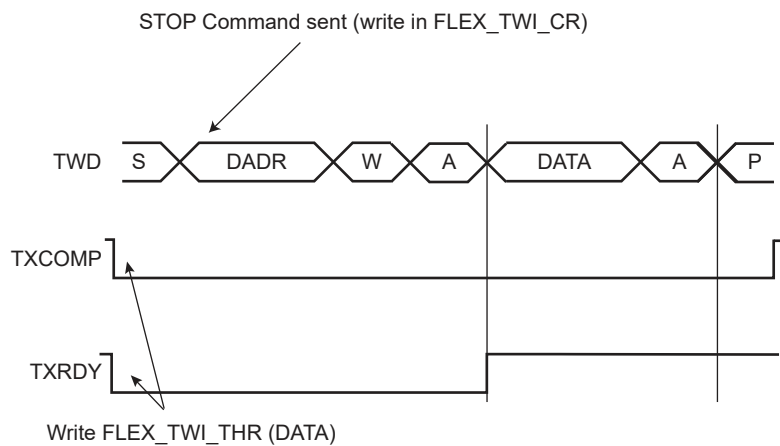 STOP Command sent (write in FLEX_TWI_CR)
TWD S DADR W A DATA A P
TXCOMP
TXRDY
Write FLEX_TWI_THR (DATA)